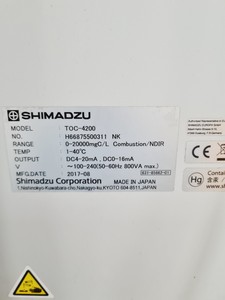 SHIMADZU
MODEL TOC-4200
NO. H66875500311 NK
RANGE 0-20000mgC/L Combustion/NDIR
TEMP 1-40℃
OUTPUT DC4-20mA , DC0-16mA
V ~100-240(50-60Hz 800VA max.)
MFG.DATE 2017-08
Shimadzu Corporation MADE IN JAPAN
1,Nishinokyo-Kuwabara-cho,Nakagyo-ku,KYOTO 604-8511,JAPAN
Hg